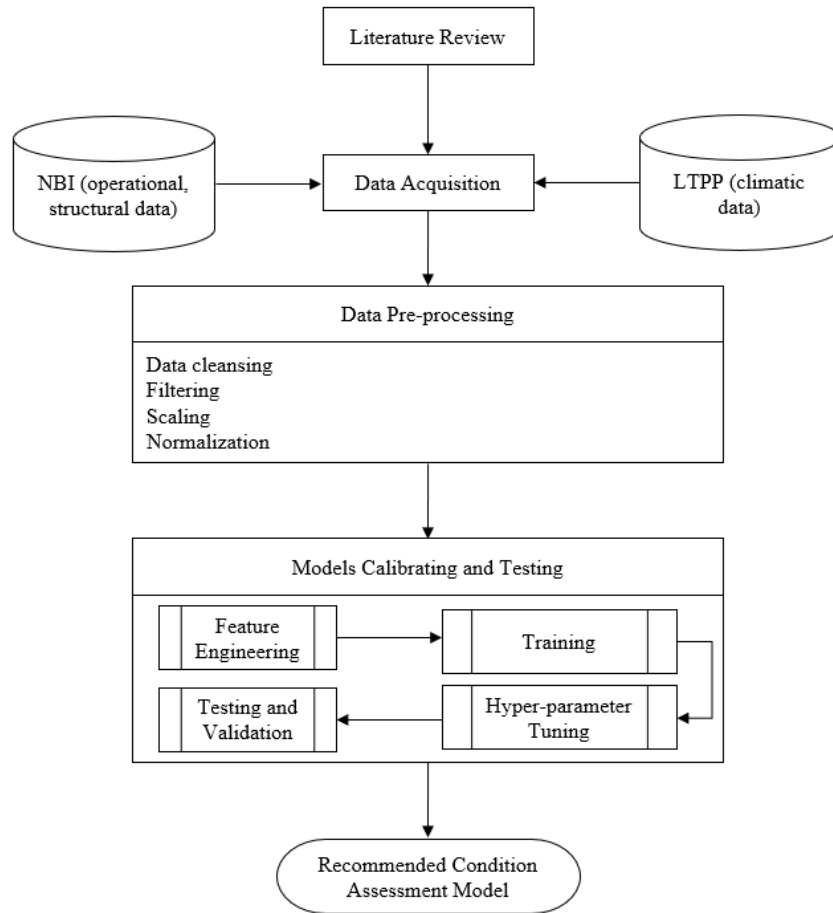 Literature Review
NBI (operational,
structural data)
Data Acquisition
LTPP (climatic
data)
Data Pre-processing
Data cleansing
Filtering
Scaling
Normalization
Models Calibrating and Testing
Feature
Engineering
Training
Hyper-parameter
Tuning
Testing and
Validation
Recommended Condition
Assessment Model